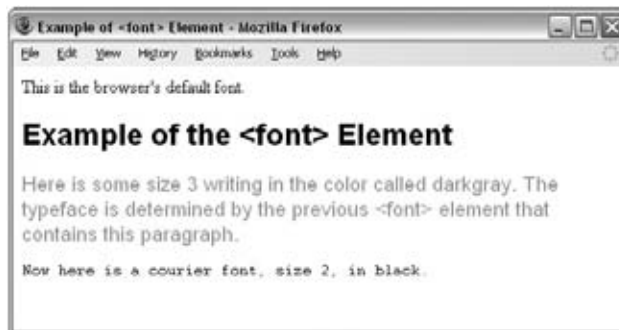 Example of <font> Element - Mozilla Firefox
File Edit View History Bookmarks Tools Help
This is the browser's default font.
Example of the <font> Element
Here is some size 3 writing in the color called darkgray. The
typeface is determined by the previous <font> element that
contains this paragraph.
Now here is a courier font, size 2, in black.